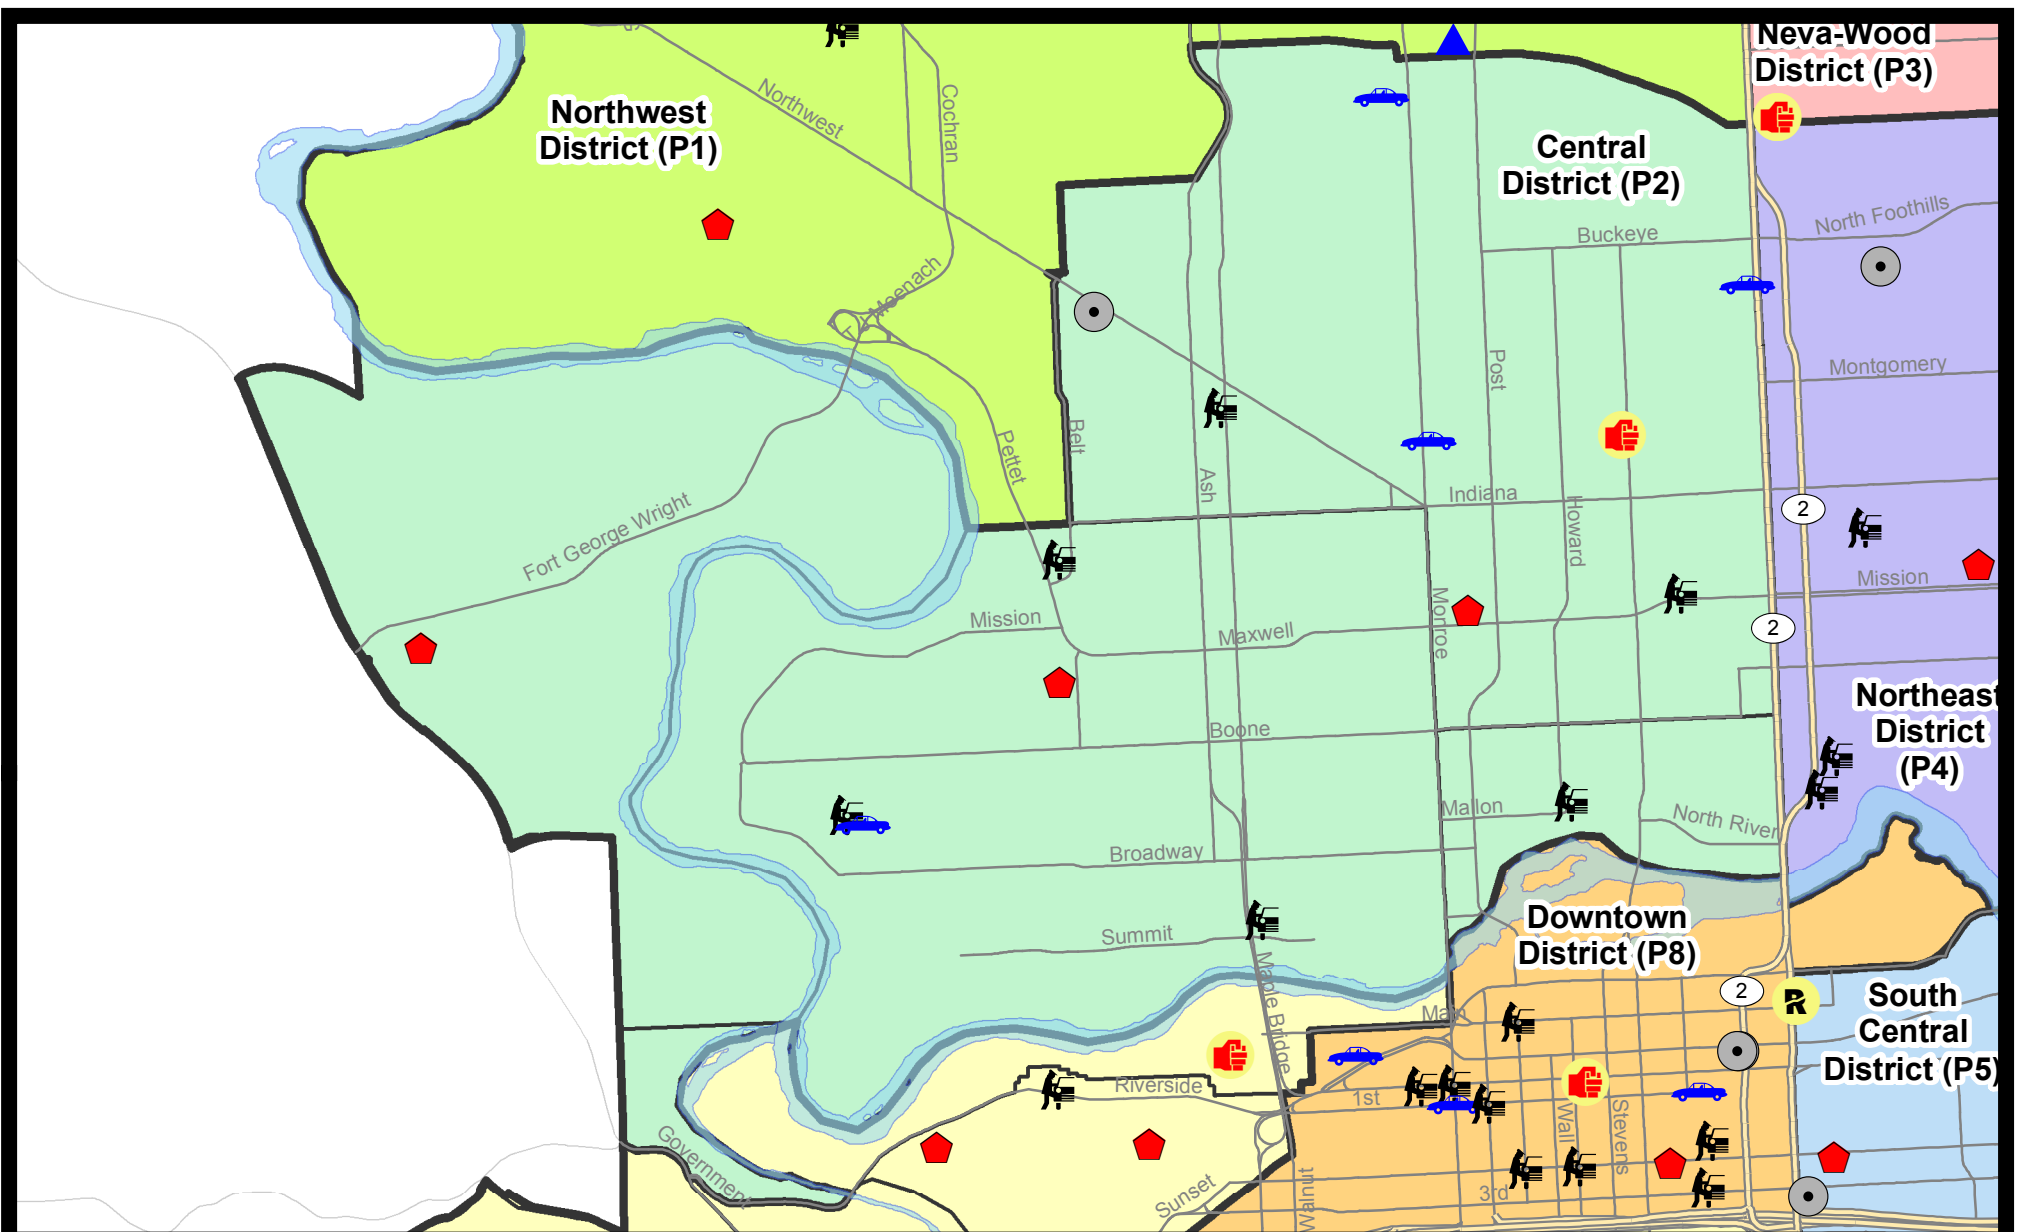 Neva-Wood
District (P3)
Northwest
District (P1)
Northwest
Cochran
Central
District (P2)
North Foothills
Buckeye
T J Meenach
Montgomery
Post
Pettet
Belt
Ash
Indiana
Howard
2
Fort George Wright
Mission
Mission
Maxwell
Monroe
2
Northeast
District
(P4)
Boone
Mallon
North River
Broadway
Summit
Downtown
District (P8)
Maple Bridge
Main
2
R
South
Central
District (P5)
Riverside
1st
Wall
Stevens
Government
Sunset
Walnut
3rd